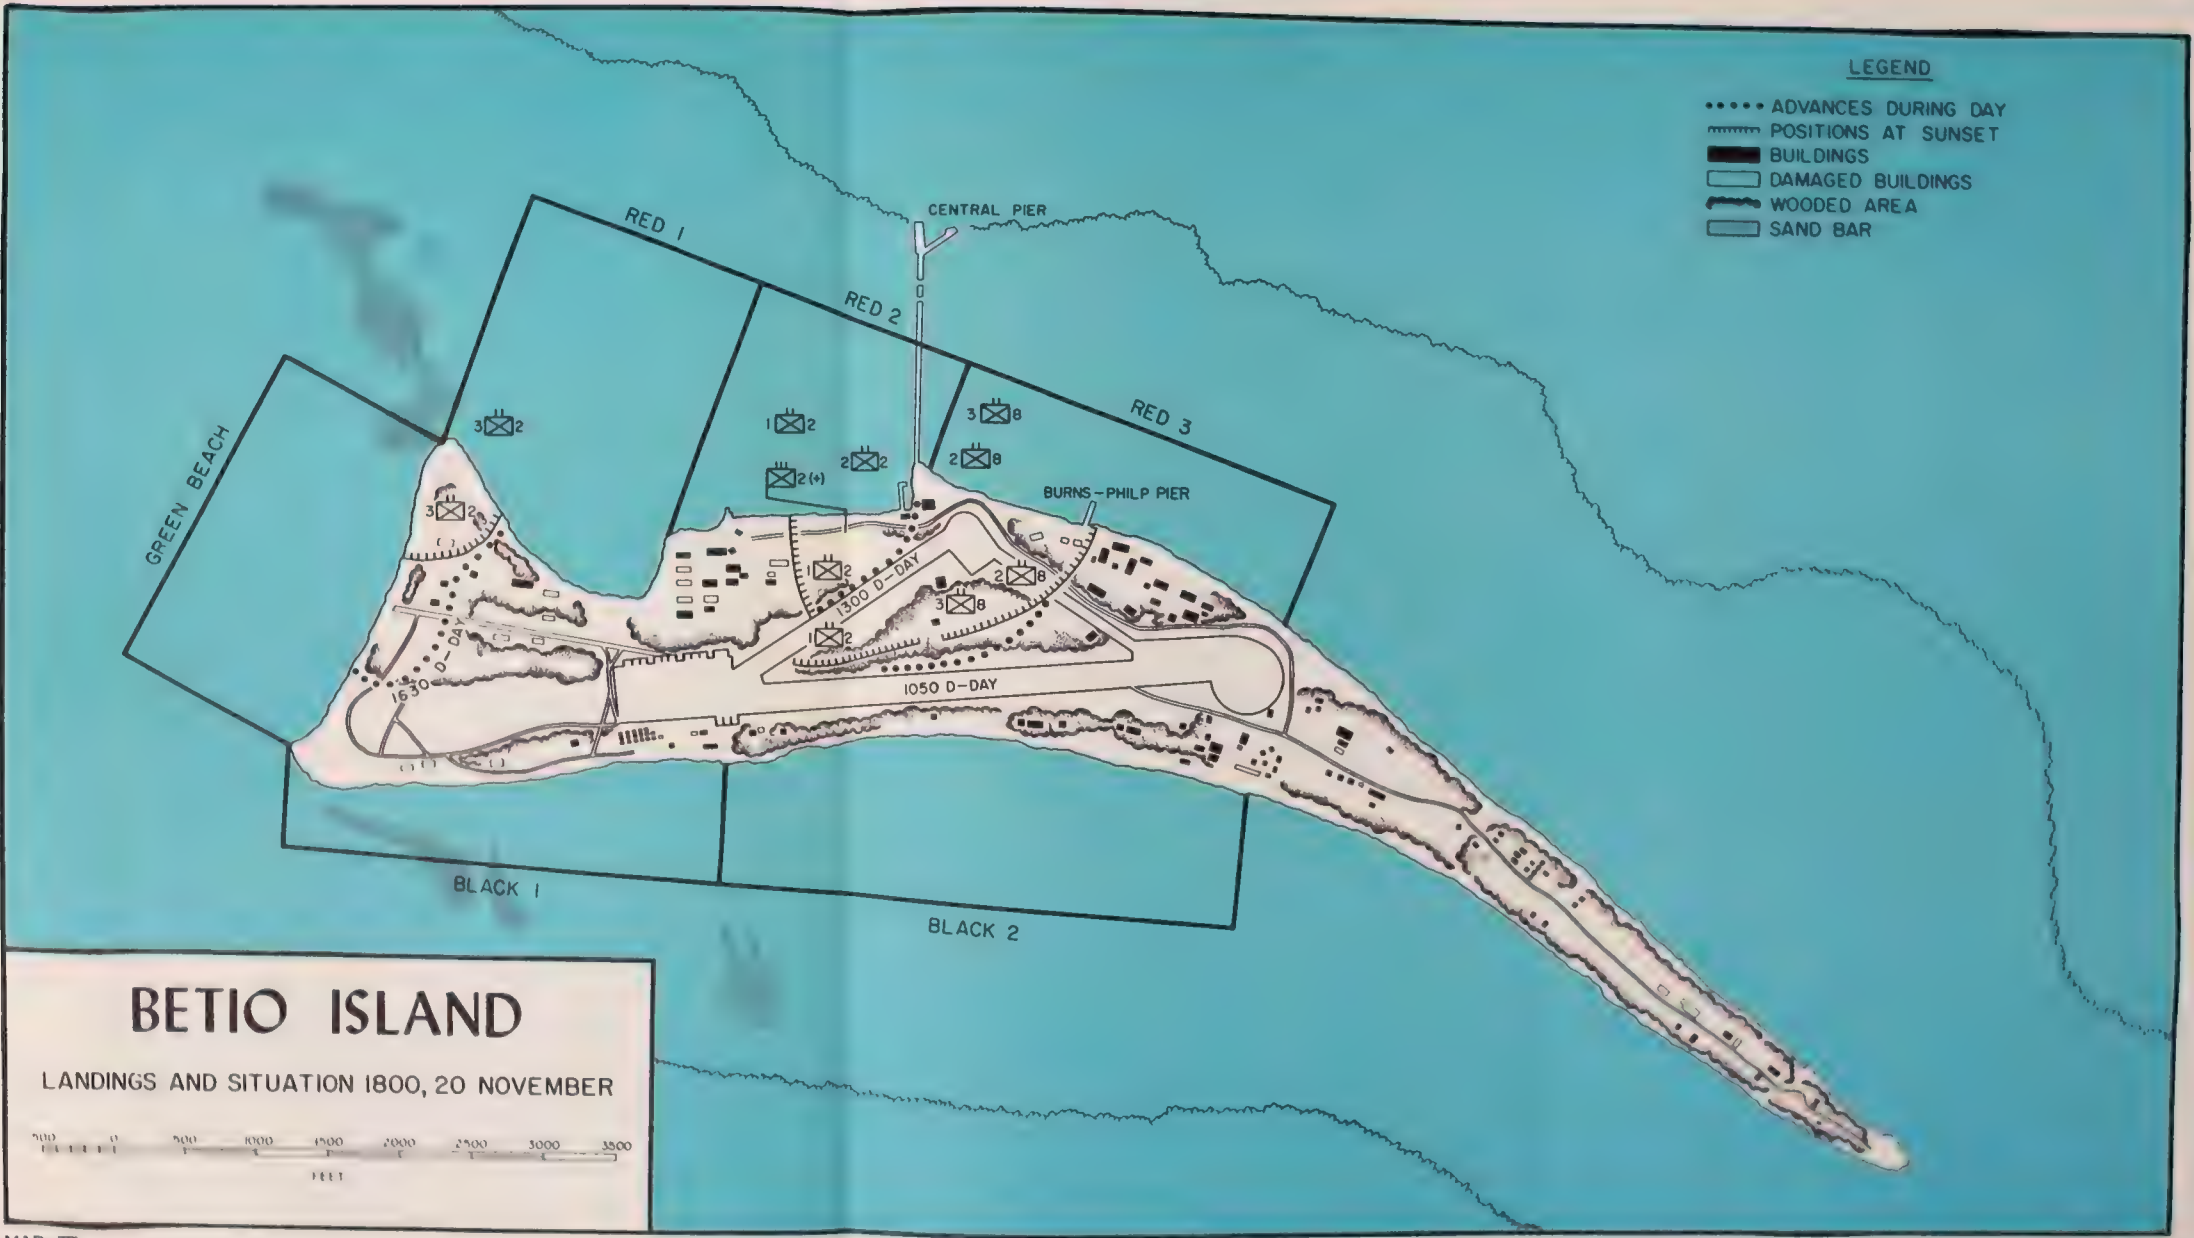 LEGEND
ADVANCES DURING DAY
POSITIONS AT SUNSET
BUILDINGS
DAMAGED BUILDINGS
WOODED AREA
SAND BAR
CENTRAL PIER
RED 1
RED 2
RED 3
GREEN BEACH
3 2
1 2
2 2
2 (+)
3 8
2 8
BURNS-PHILP PIER
3 2
1 2
1300 D-DAY
2 8
3 8
1 2
1630 D-DAY
1050 D-DAY
BLACK 1
BLACK 2
BETIO ISLAND
LANDINGS AND SITUATION 1800, 20 NOVEMBER
500 0 500 1000 1500 2000 2500 3000 3500
FEET